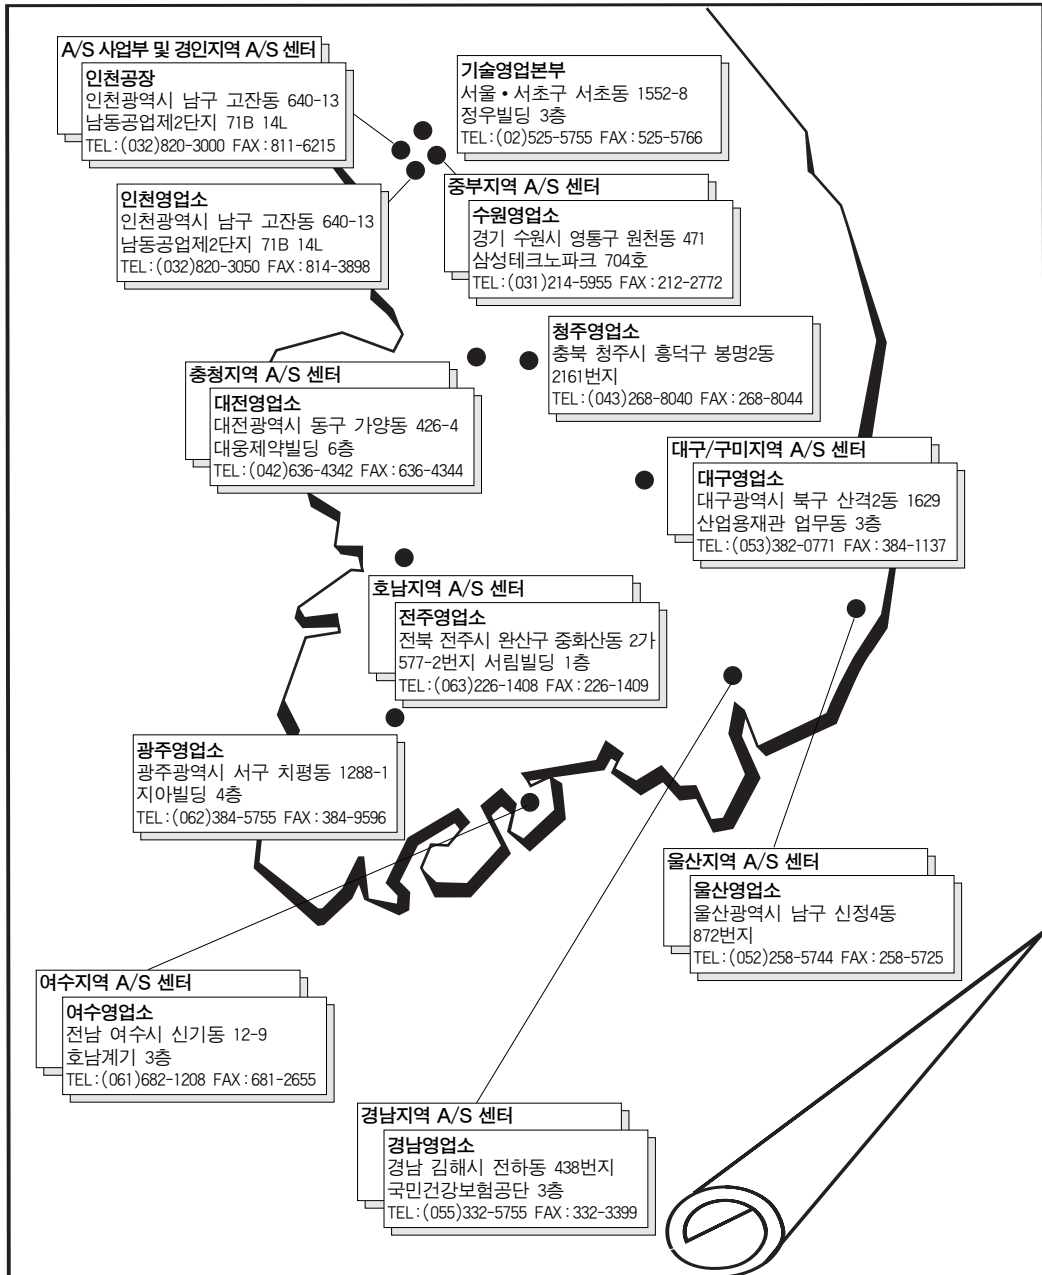 A/S 사업부 및 경인지역 A/S 센터
인천공장
인천광역시 남구 고잔동 640-13
남동공업제2단지 71B 14L
TEL:(032)820-3000 FAX:811-6215
기술영업본부
서울•서초구 서초동 1552-8
정우빌딩 3층
TEL:(02)525-5755 FAX:525-5766
인천영업소
인천광역시 남구 고잔동 640-13
남동공업제2단지 71B 14L
TEL:(032)820-3050 FAX:814-3898
중부지역 A/S 센터
수원영업소
경기 수원시 영통구 원천동 471
삼성테크노파크 704호
TEL:(031)214-5955 FAX:212-2772
청주영업소
충북 청주시 흥덕구 봉명2동
2161번지
TEL:(043)268-8040 FAX:268-8044
충청지역 A/S 센터
대전영업소
대전광역시 동구 가양동 426-4
대웅제약빌딩 6층
TEL:(042)636-4342 FAX:636-4344
대구/구미지역 A/S 센터
대구영업소
대구광역시 북구 산격2동 1629
산업용재관 업무동 3층
TEL:(053)382-0771 FAX:384-1137
호남지역 A/S 센터
전주영업소
전북 전주시 완산구 중화산동 2가
577-2번지 서림빌딩 1층
TEL:(063)226-1408 FAX:226-1409
광주영업소
광주광역시 서구 치평동 1288-1
지아빌딩 4층
TEL:(062)384-5755 FAX:384-9596
울산지역 A/S 센터
울산영업소
울산광역시 남구 신정4동
872번지
TEL:(052)258-5744 FAX:258-5725
여수지역 A/S 센터
여수영업소
전남 여수시 신기동 12-9
호남계기 3층
TEL:(061)682-1208 FAX:681-2655
경남지역 A/S 센터
경남영업소
경남 김해시 전하동 438번지
국민건강보험공단 3층
TEL:(055)332-5755 FAX:332-3399